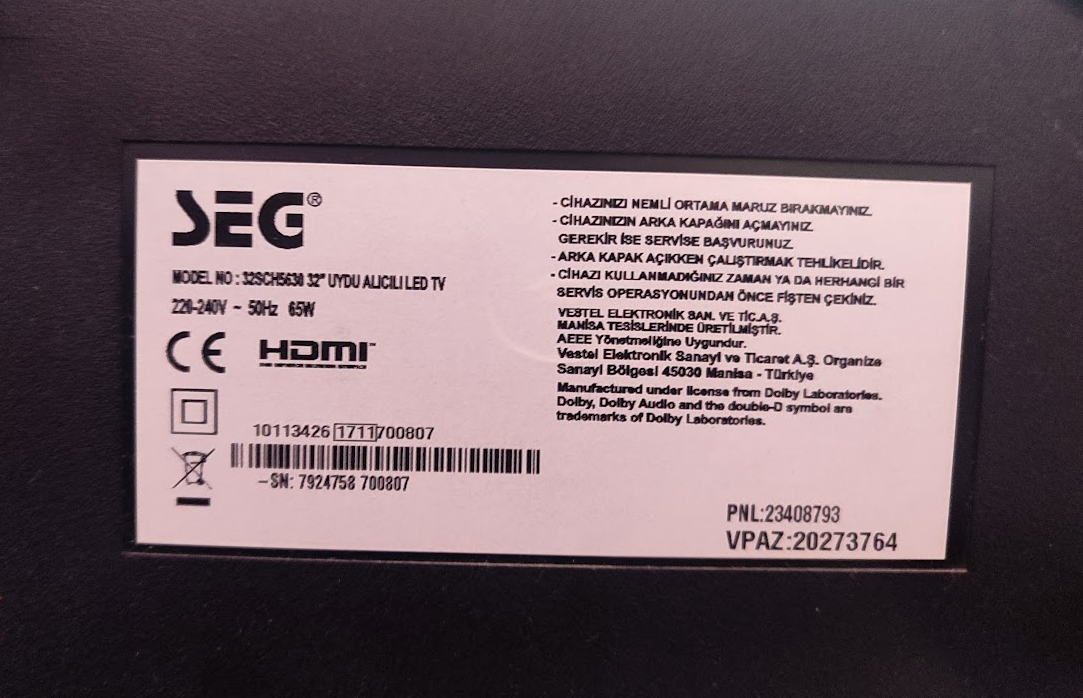 SEG®
MODEL NO : 32SCH5630 32" UYDU ALICILI LED TV
220-240V ~ 50Hz 65W
CE HDMI™
10113426 1711 700807
-SN: 7924758 700807
- CİHAZINIZI NEMLİ ORTAMA MARUZ BIRAKMAYINIZ.
- CİHAZINIZIN ARKA KAPAĞINI AÇMAYINIZ.
GEREKİR İSE SERVİSE BAŞVURUNUZ.
- ARKA KAPAK AÇIKKEN ÇALIŞTIRMAK TEHLİKELİDİR.
- CİHAZI KULLANMADIĞINIZ ZAMAN YA DA HERHANGİ BİR
SERVİS OPERASYONUNDAN ÖNCE FİŞTEN ÇEKİNİZ.
VESTEL ELEKTRONİK SAN. VE TİC.A.Ş.
MANİSA TESİSLERİNDE ÜRETİLMİŞTİR.
AEEE Yönetmeliğine Uygundur.
Vestel Elektronik Sanayi ve Ticaret A.Ş. Organize
Sanayi Bölgesi 45030 Manisa - Türkiye
Manufactured under license from Dolby Laboratories.
Dolby, Dolby Audio and the double-D symbol are
trademarks of Dolby Laboratories.
PNL:23408793
VPAZ:20273764